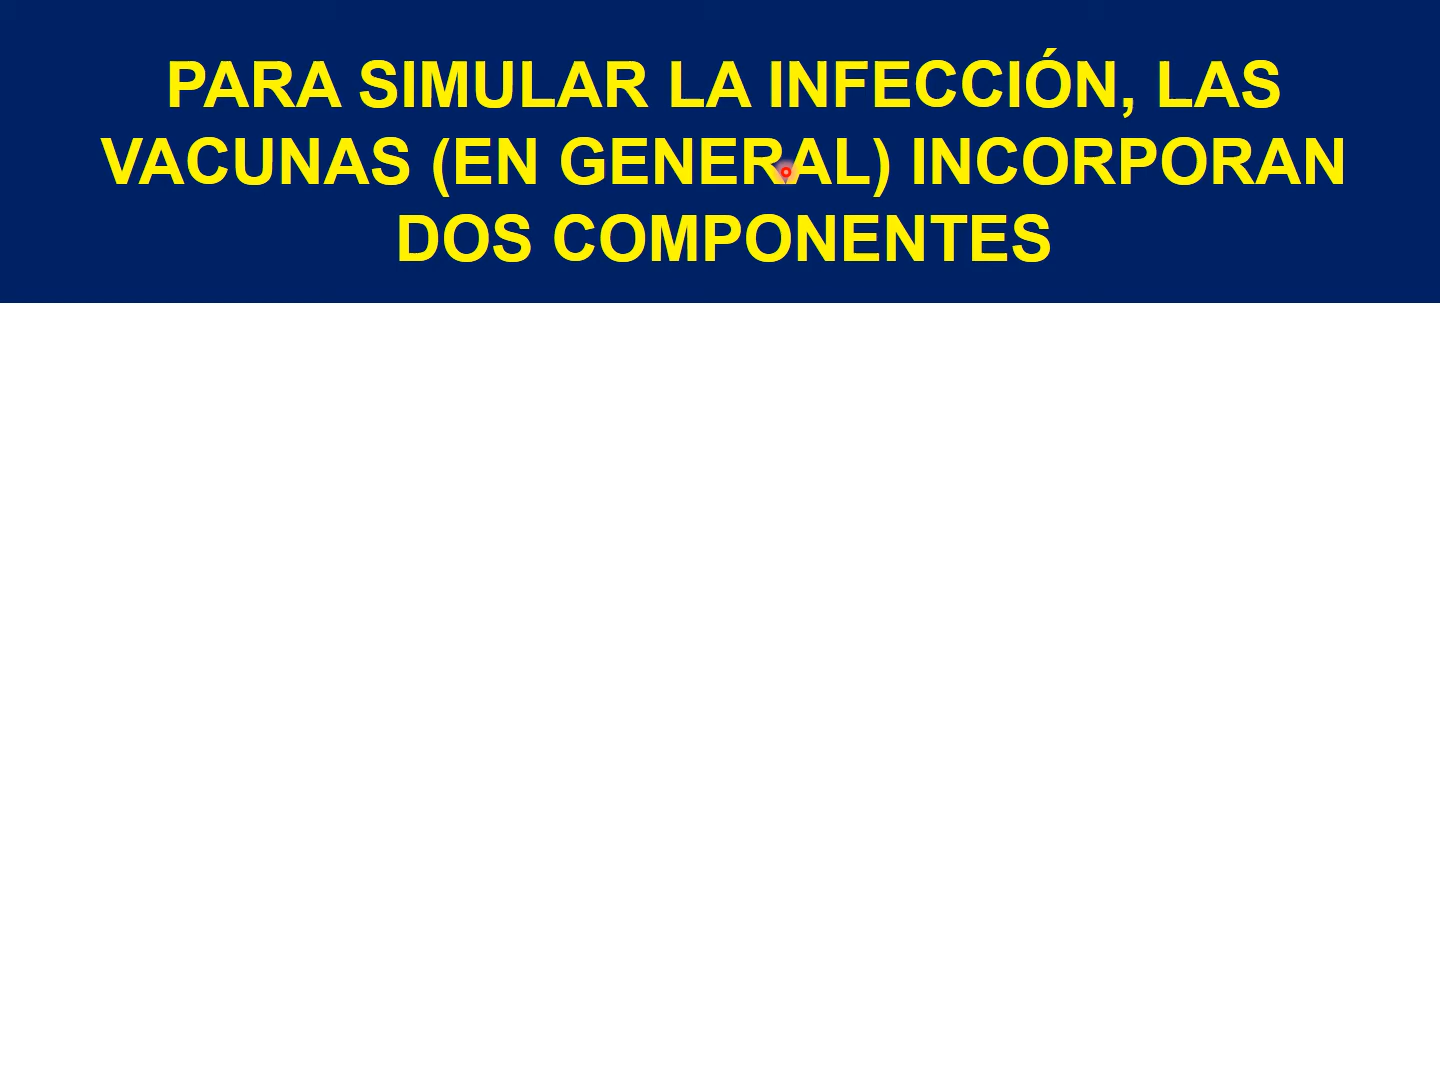 PARA SIMULAR LA INFECCIÓN, LAS
VACUNAS (EN GENERAL) INCORPORAN
DOS COMPONENTES